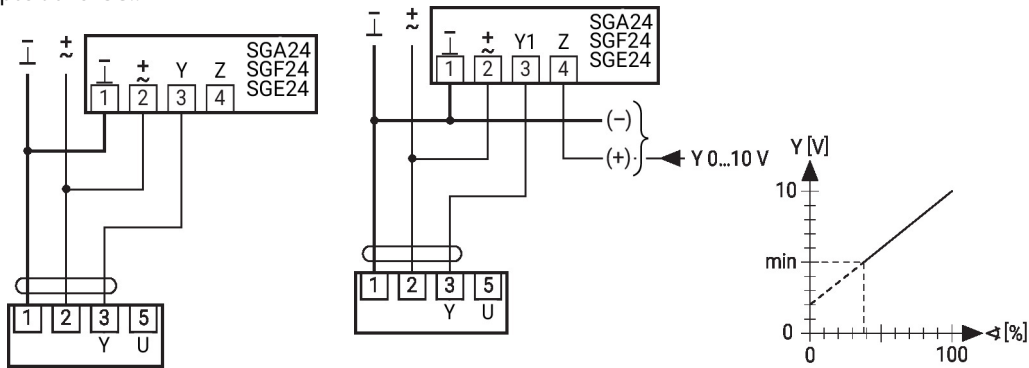 − +
⊥ ~
SGA24
SGF24
SGE24
− +
⊥ ~ Y Z
1 2 3 4
1 2 3 5
Y U
− +
⊥ ~
SGA24
SGF24
SGE24
− +
⊥ ~ Y1 Z
1 2 3 4
(−)
(+) Y 0...10 V
1 2 3 5
Y U
Y [V]
10
min
0
0 100
∢ [%]